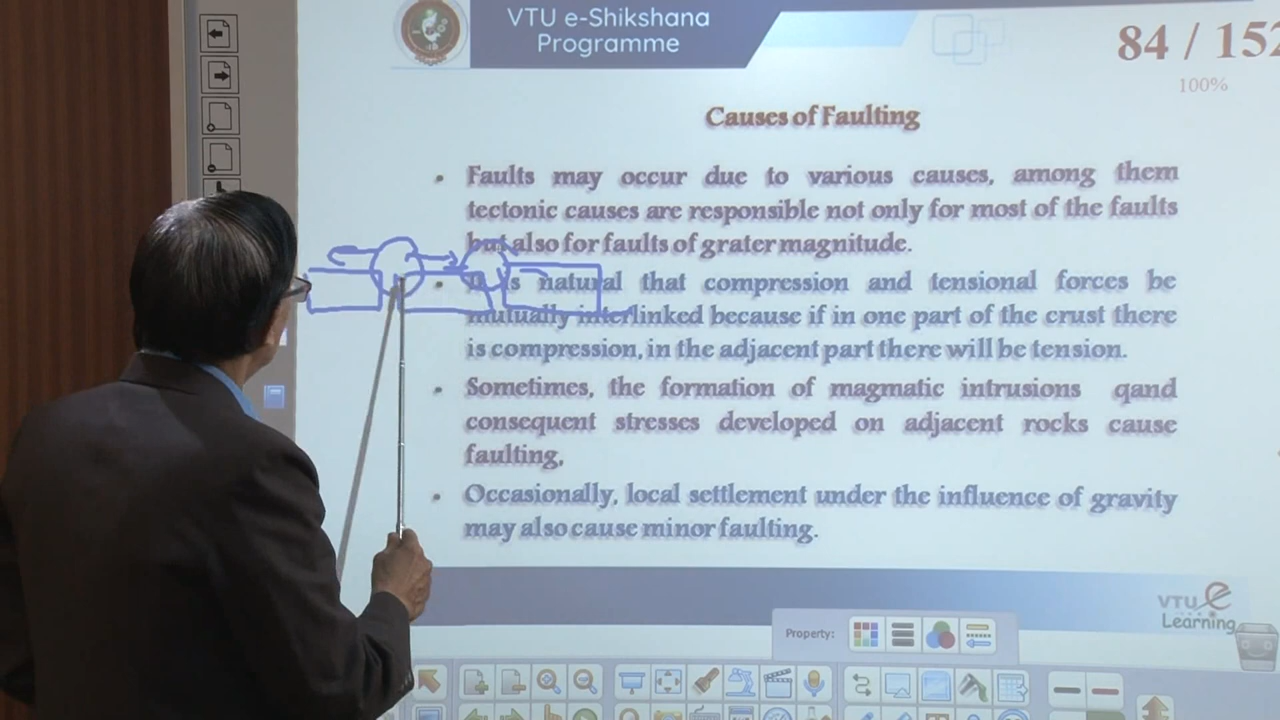 VTU e-Shikshana
Programme
84 / 152
100%
Causes of Faulting
• Faults may occur due to various causes, among them
tectonic causes are responsible not only for most of the faults
but also for faults of grater magnitude.
• natural that compression and tensional forces be
mutually interlinked because if in one part of the crust there
is compression, in the adjacent part there will be tension.
• Sometimes, the formation of magmatic intrusions qand
consequent stresses developed on adjacent rocks cause
faulting.
• Occasionally, local settlement under the influence of gravity
may also cause minor faulting.
VTU e
Learning
Property: